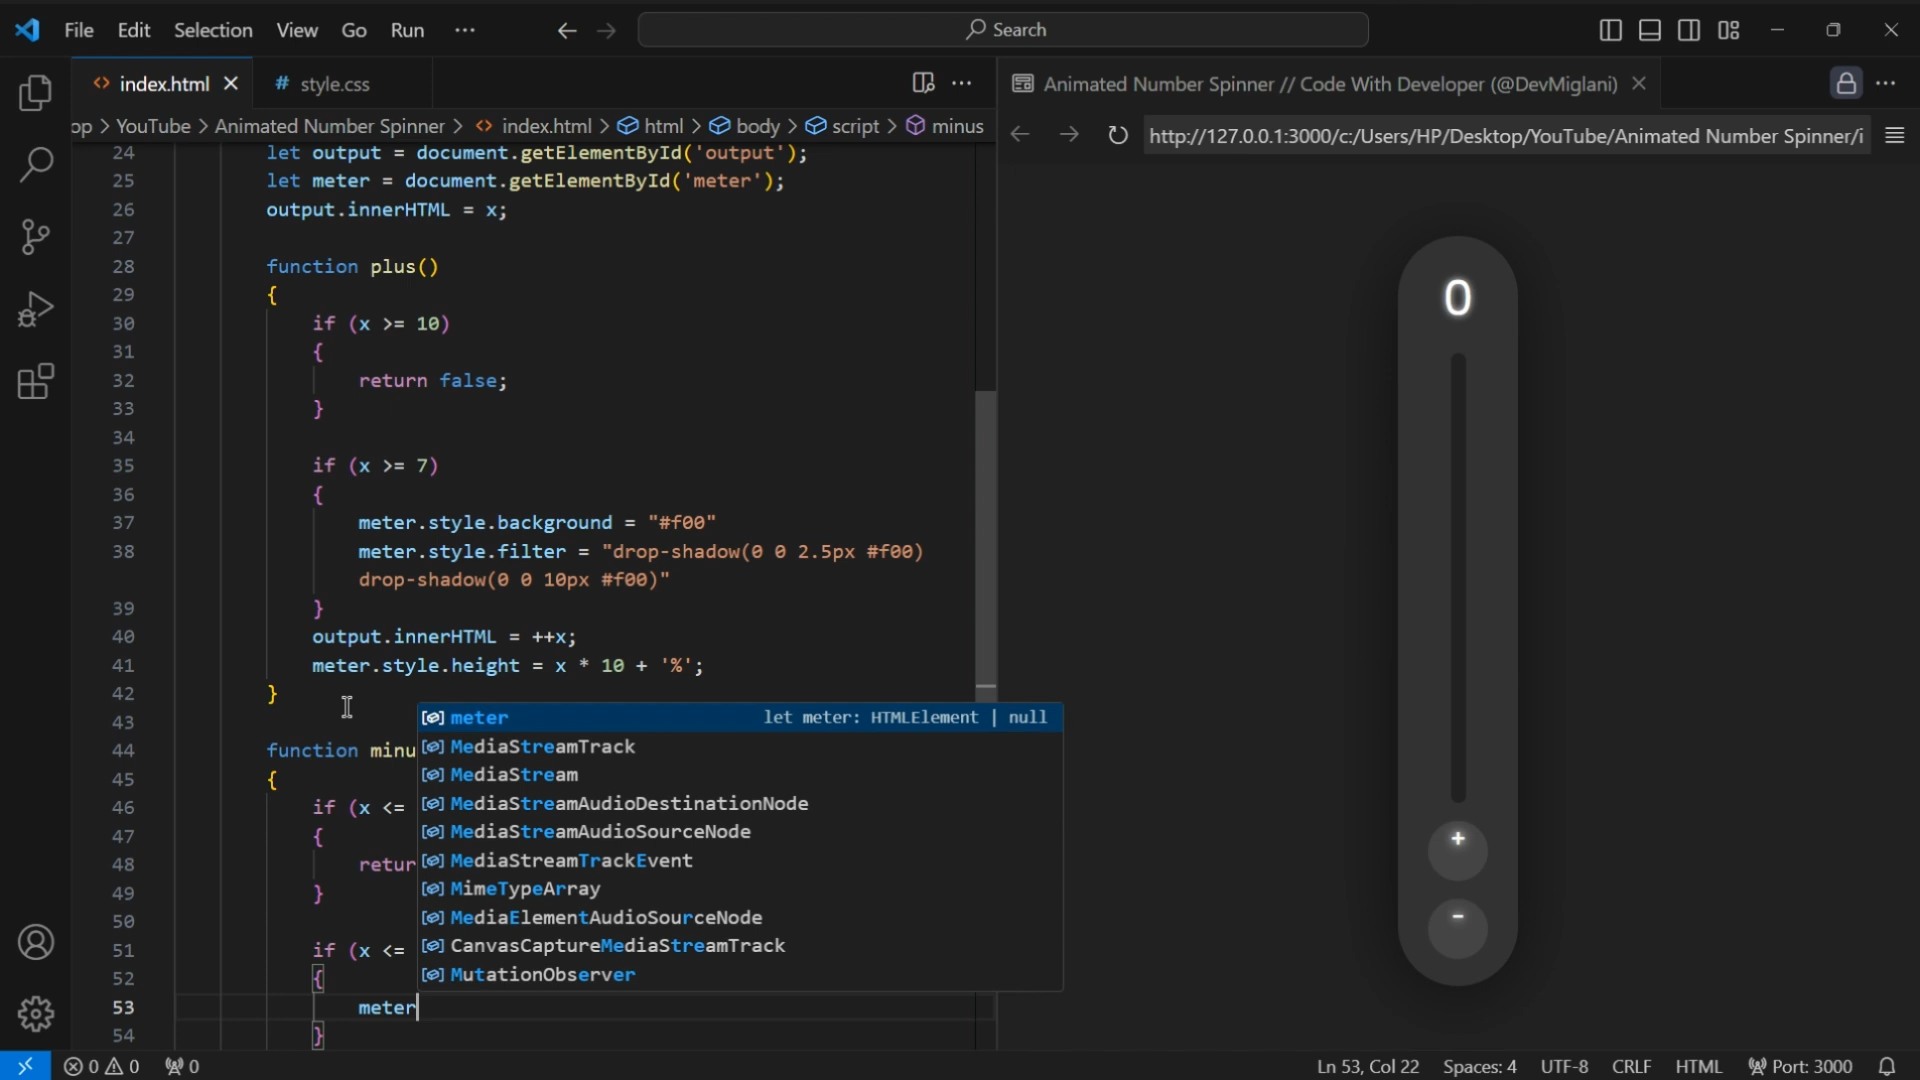 File Edit Selection View Go Run ··· Search
index.html # style.css
op > YouTube > Animated Number Spinner > index.html > html > body > script > minus
24 let output = document.getElementById('output');
25 let meter = document.getElementById('meter');
26 output.innerHTML = x;
27
28 function plus()
29 {
30 if (x >= 10)
31 {
32 return false;
33 }
34
35 if (x >= 7)
36 {
37 meter.style.background = "#f00"
38 meter.style.filter = "drop-shadow(0 0 2.5px #f00)
drop-shadow(0 0 10px #f00)"
39 }
40 output.innerHTML = ++x;
41 meter.style.height = x * 10 + '%';
42 }
43
44 function minu
45 {
46 if (x <=
47 {
48 retur
49 }
50
51 if (x <=
52 {
53 meter
54 }
meter let meter: HTMLElement | null
MediaStreamTrack
MediaStream
MediaStreamAudioDestinationNode
MediaStreamAudioSourceNode
MediaStreamTrackEvent
MimeTypeArray
MediaElementAudioSourceNode
CanvasCaptureMediaStreamTrack
MutationObserver
Animated Number Spinner // Code With Developer (@DevMiglani)
http://127.0.0.1:3000/c:/Users/HP/Desktop/YouTube/Animated Number Spinner/i
0
+
-
0 0 0 Ln 53, Col 22 Spaces: 4 UTF-8 CRLF HTML Port: 3000